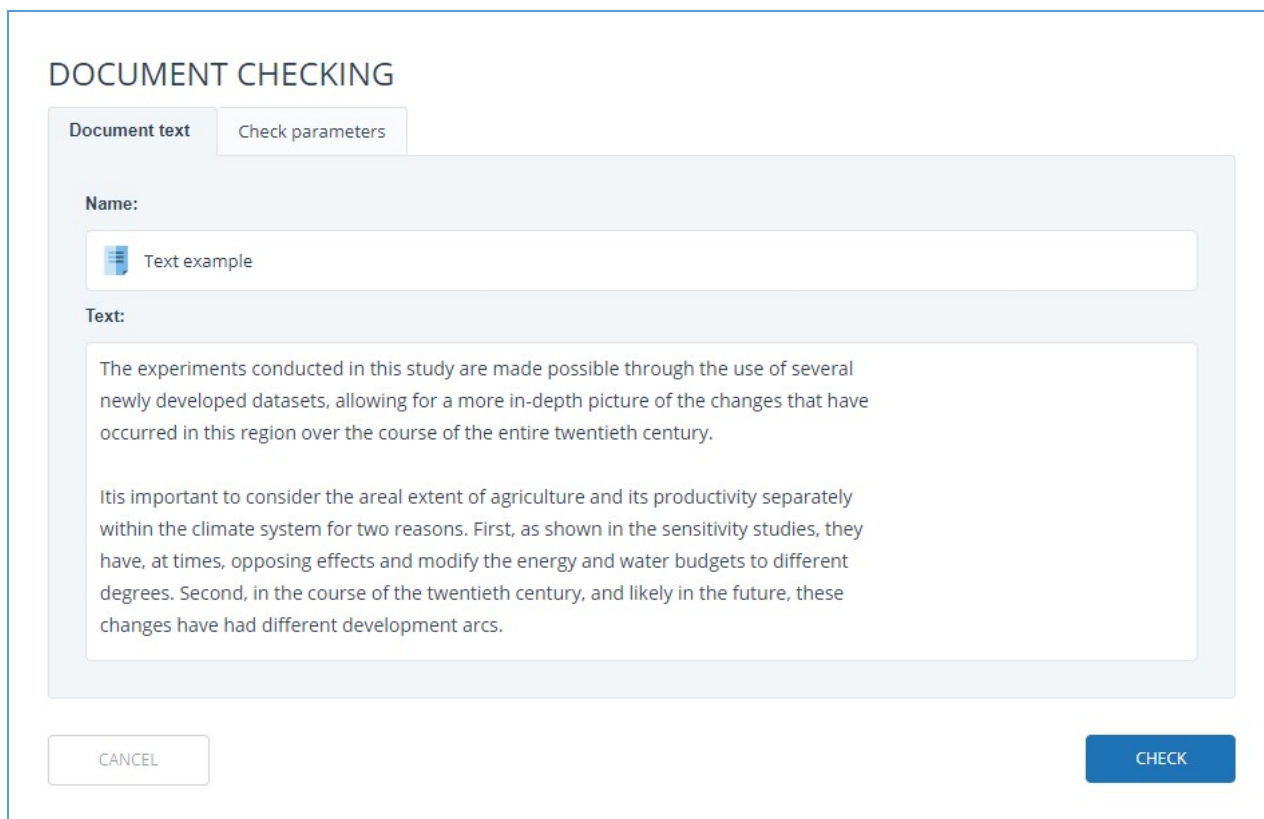 DOCUMENT CHECKING
Document text
Check parameters
Name:
Text example
Text:
The experiments conducted in this study are made possible through the use of several
newly developed datasets, allowing for a more in-depth picture of the changes that have
occurred in this region over the course of the entire twentieth century.
Itis important to consider the areal extent of agriculture and its productivity separately
within the climate system for two reasons. First, as shown in the sensitivity studies, they
have, at times, opposing effects and modify the energy and water budgets to different
degrees. Second, in the course of the twentieth century, and likely in the future, these
changes have had different development arcs.
CANCEL
CHECK